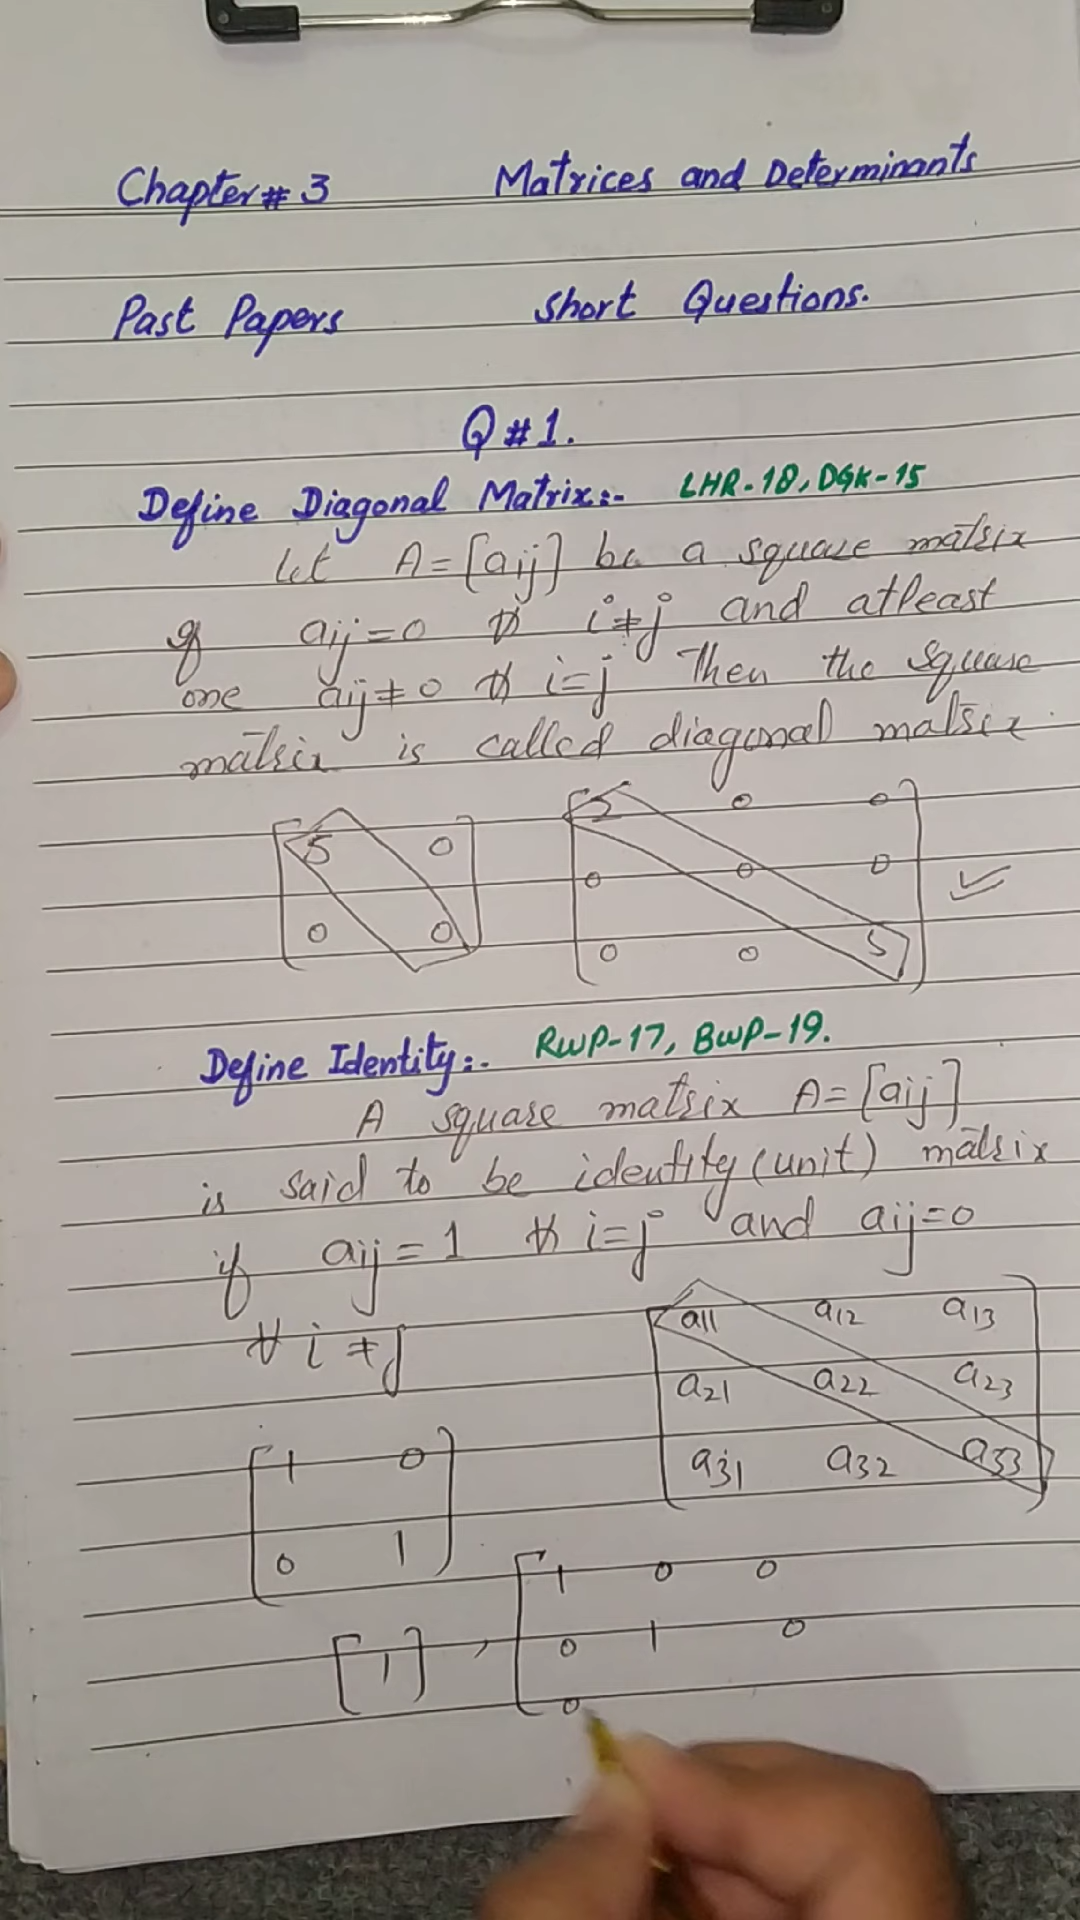 Chapter # 3 Matrices and Determinants
Past Papers Short Questions.
Q # 1.
Define Diagonal Matrix:- LHR-18, DGK-15
Let A = [aij] be a square matrix
If aij = 0 ∀ i ≠ j and atleast
one aij ≠ 0 ∀ i = j Then the square
matrix is called diagonal matrix.
5 0
0 0
2 0 0
0 0 0
0 0 5
Define Identity:- RWP-17, BWP-19.
A square matrix A = [aij]
is said to be identity (unit) matrix
if aij = 1 ∀ i = j and aij = 0
∀ i ≠ j
a11 a12 a13
a21 a22 a23
a31 a32 a33
1 0
0 1
[1] ,
1 0 0
0 1 0
0